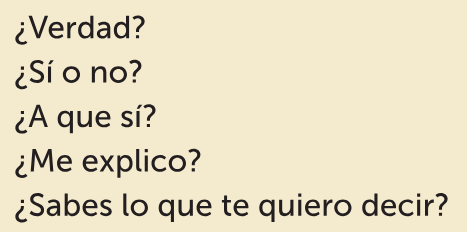 ¿Verdad?
¿Sí o no?
¿A que sí?
¿Me explico?
¿Sabes lo que te quiero decir?